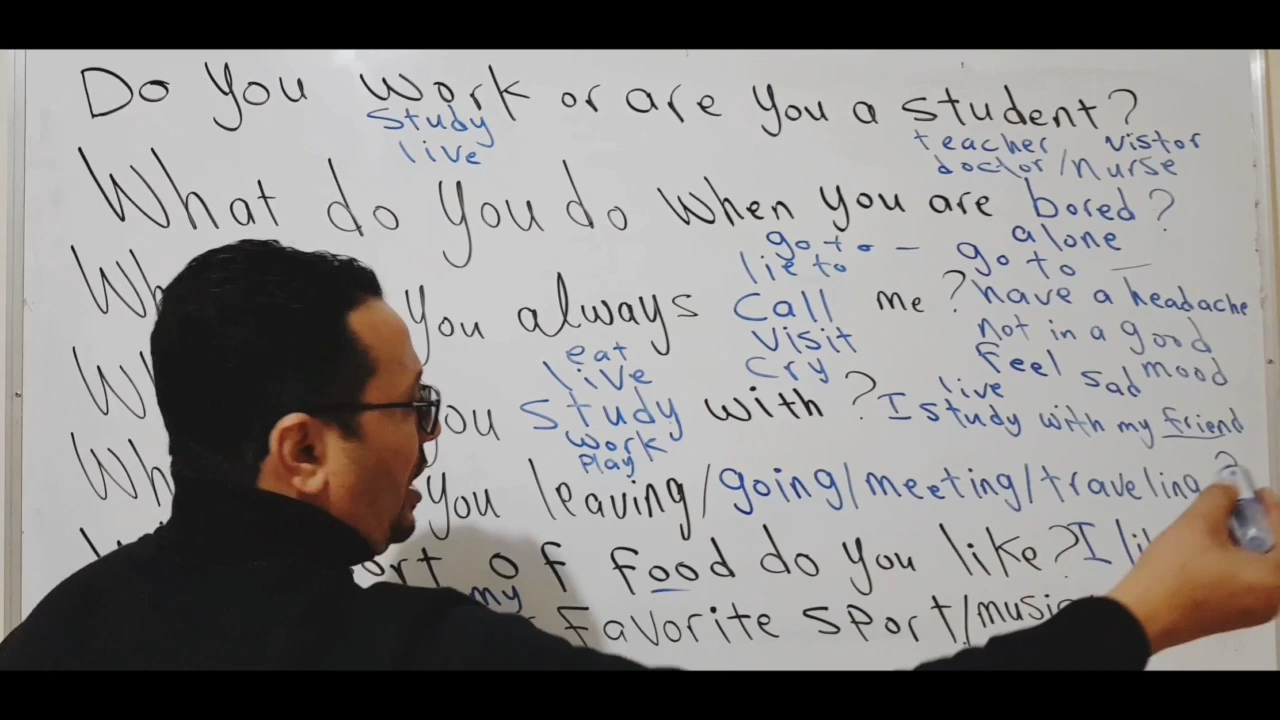 Do You work or are You a student?
study teacher vistor
live doctor/nurse
What do You do when you are bored?
go to - alone
lie to go to -
Wh You always call me? have a headache
visit not in a good
eat cry feel sad mood
live live
Wh You study with? I study with my friend
work
play
Wh You leaving/going/meeting/traveling?
ort of food do you like? I li
my
Favorite sport/music